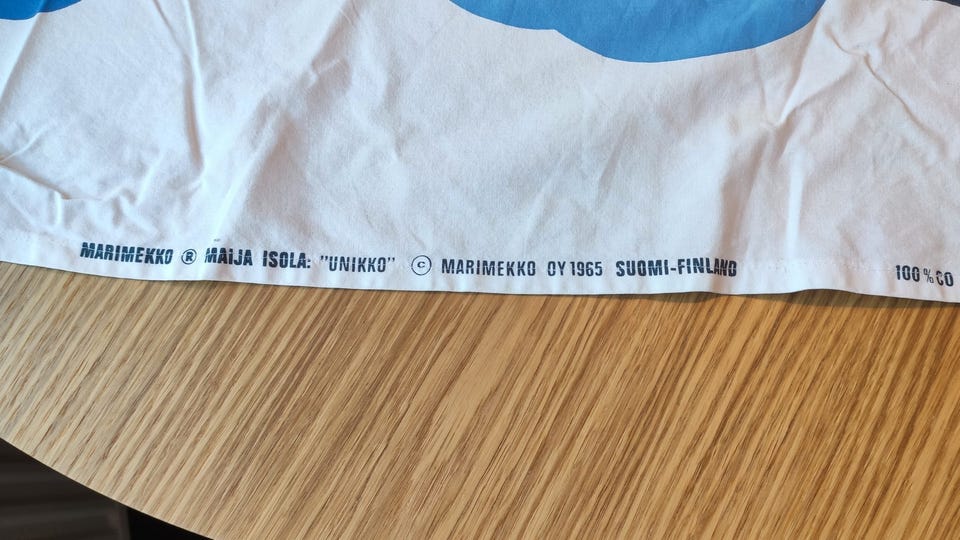 MARIMEKKO ® MAIJA ISOLA: "UNIKKO" © MARIMEKKO OY 1965 SUOMI-FINLAND 100 % CO